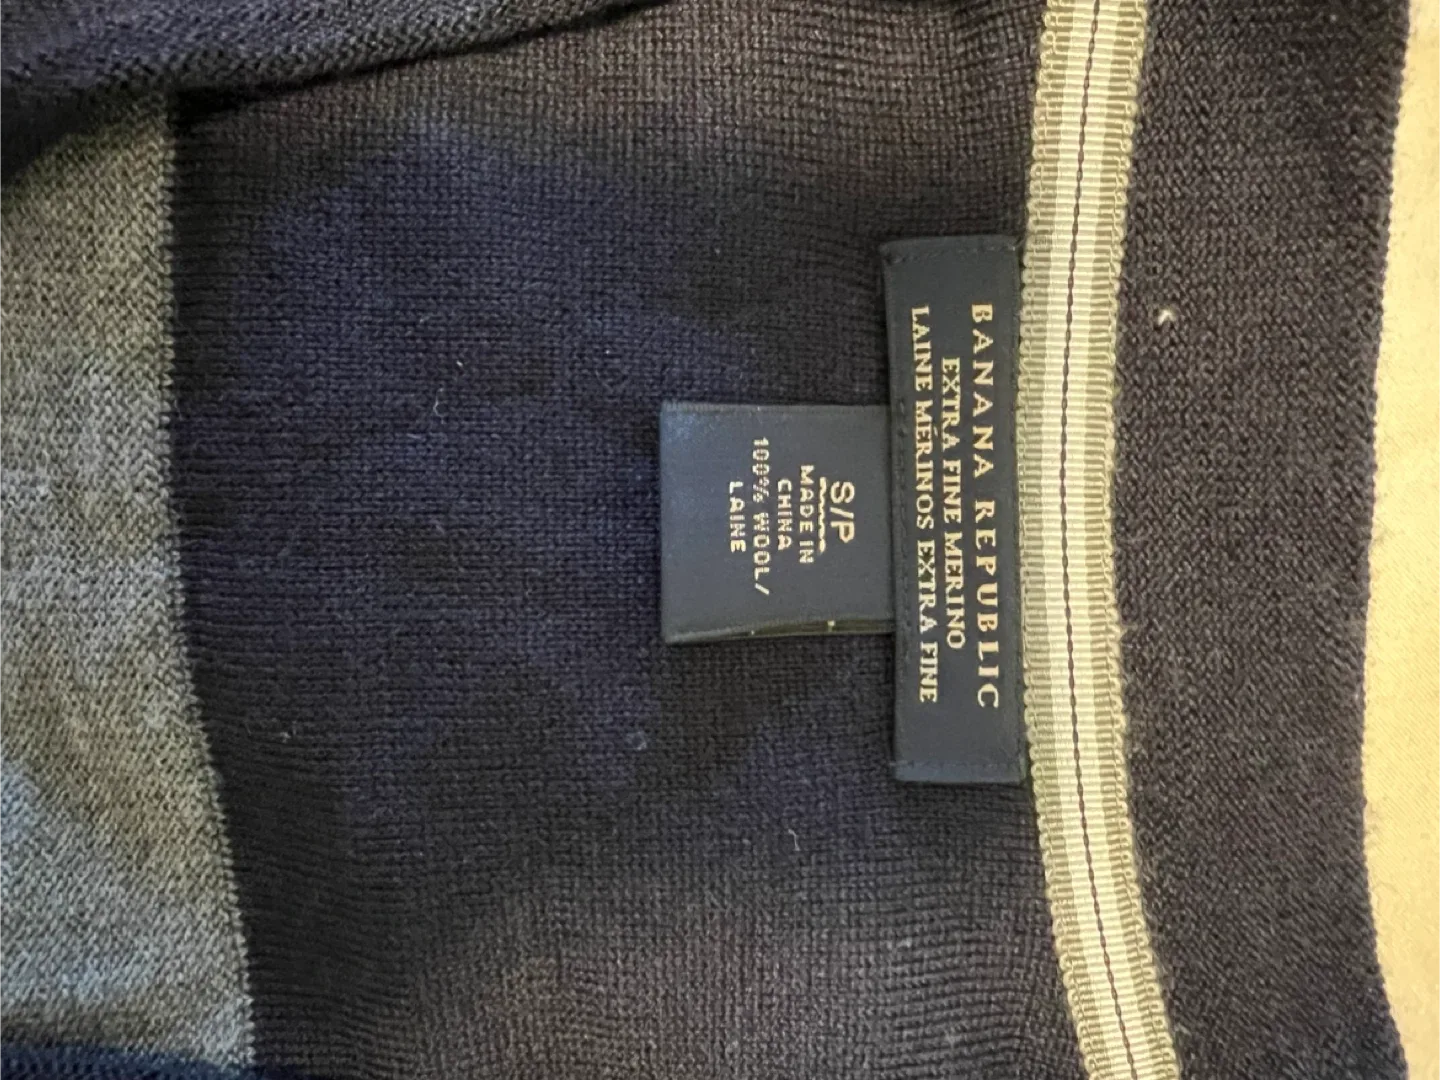 BANANA REPUBLIC
EXTRA FINE MERINO
LAINE MERINOS EXTRA FINE
S/P
MADE IN
CHINA
100% WOOL/
LAINE